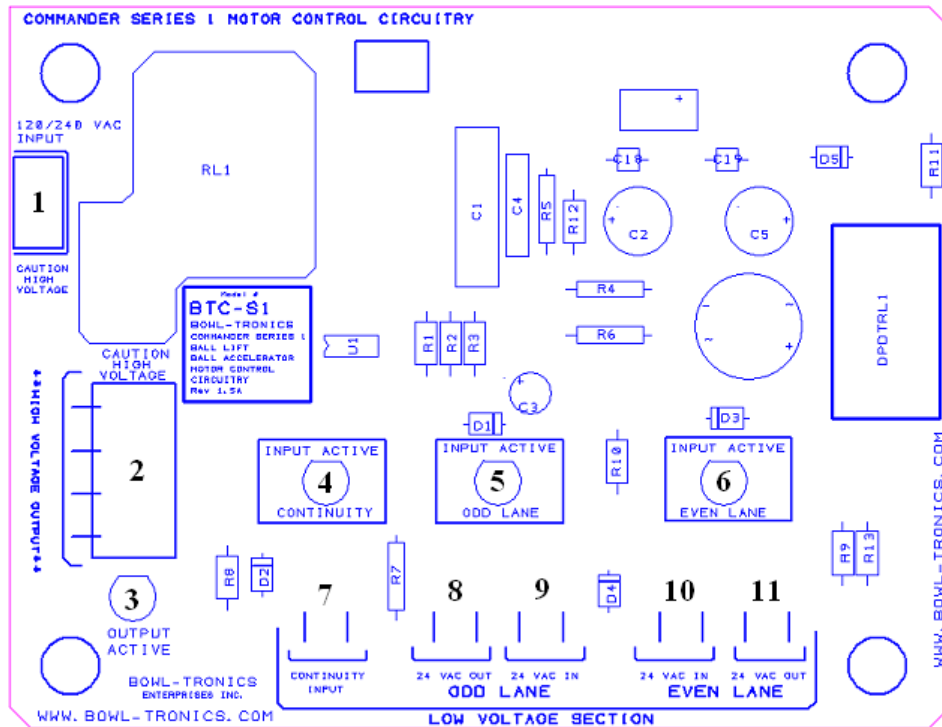 COMMANDER SERIES 1 MOTOR CONTROL CIRCUITRY
120/240 VAC
INPUT
1
CAUTION
HIGH
VOLTAGE
RL1
C1
C4
R5
R12
C18
C19
C2
C5
D5
R11
R4
R6
DPDTRL1
Model #
BTC-S1
BOWL-TRONICS
COMMANDER SERIES 1
BALL LIFT
BALL ACCELERATOR
MOTOR CONTROL
CIRCUITRY
Rev 1.5A
U1
R1
R2
R3
C3
D1
D3
R10
CAUTION
HIGH
VOLTAGE
**HIGH VOLTAGE OUTPUT**
2
INPUT ACTIVE
4
CONTINUITY
INPUT ACTIVE
5
ODD LANE
INPUT ACTIVE
6
EVEN LANE
3
OUTPUT
ACTIVE
R8
D2
R7
D4
R9
R13
7
8
9
10
11
CONTINUITY
INPUT
24 VAC OUT
24 VAC IN
ODD LANE
24 VAC IN
24 VAC OUT
EVEN LANE
LOW VOLTAGE SECTION
BOWL-TRONICS
ENTERPRISES INC.
WWW.BOWL-TRONICS.COM
WWW.BOWL-TRONICS.COM